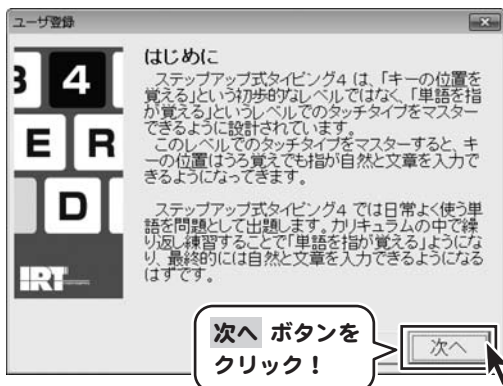 ユーザ登録
3 4
E R
D
IRT
はじめに
ステップアップ式タイピング4 は、「キーの位置を
覚える」という初歩的なレベルではなく、「単語を指
が覚える」というレベルでのタッチタイプをマスター
できるように設計されています。
このレベルでのタッチタイプをマスターすると、キ
ーの位置はうろ覚えでも指が自然と文章を入力で
きるようになってきます。
ステップアップ式タイピング4 では日常よく使う単
語を問題として出題します。カリキュラムの中で繰
り返し練習することで「単語を指が覚える」ようにな
り、最終的には自然と文章を入力できるようになる
はずです。
次へ ボタンを
クリック！
次へ